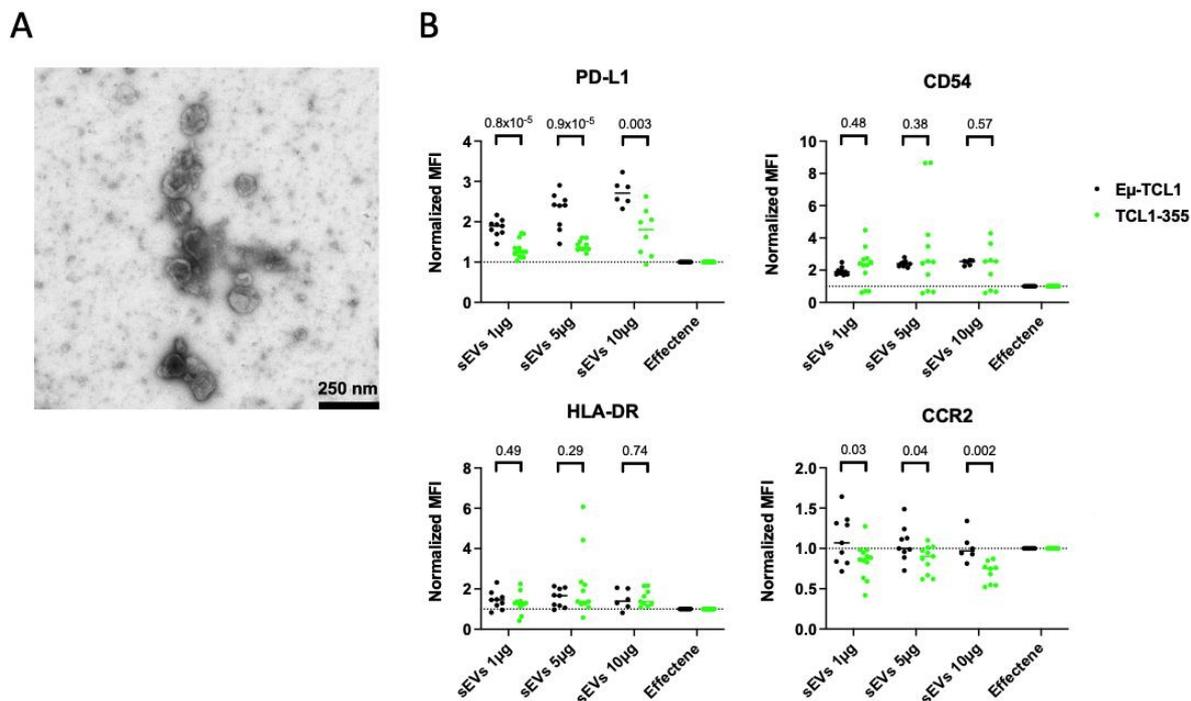 A
250 nm
B
PD-L1
0.8x10-5
0.9x10-5
0.003
Normalized MFI
4
3
2
1
0
sEVs 1µg
sEVs 5µg
sEVs 10µg
Effectene
CD54
0.48
0.38
0.57
Normalized MFI
10
8
6
4
2
0
sEVs 1µg
sEVs 5µg
sEVs 10µg
Effectene
Eµ-TCL1
TCL1-355
HLA-DR
0.49
0.29
0.74
Normalized MFI
8
6
4
2
0
sEVs 1µg
sEVs 5µg
sEVs 10µg
Effectene
CCR2
0.03
0.04
0.002
Normalized MFI
2.0
1.5
1.0
0.5
0.0
sEVs 1µg
sEVs 5µg
sEVs 10µg
Effectene